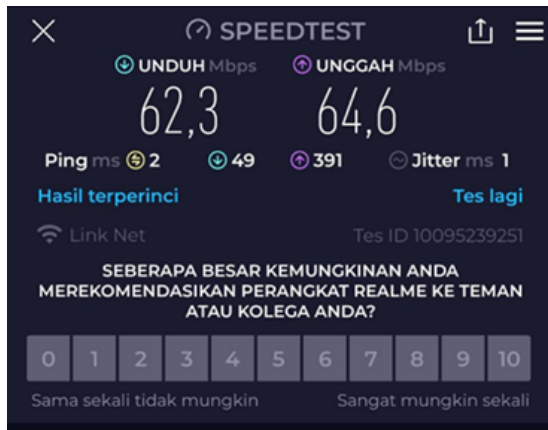 SPEEDTEST
UNDUH Mbps UNGGAH Mbps
62,3 64,6
Ping ms 2 49 391 Jitter ms 1
Hasil terperinci Tes lagi
Link Net Tes ID 10095239251
SEBERAPA BESAR KEMUNGKINAN ANDA
MEREKOMENDASIKAN PERANGKAT REALME KE TEMAN
ATAU KOLEGA ANDA?
0 1 2 3 4 5 6 7 8 9 10
Sama sekali tidak mungkin Sangat mungkin sekali